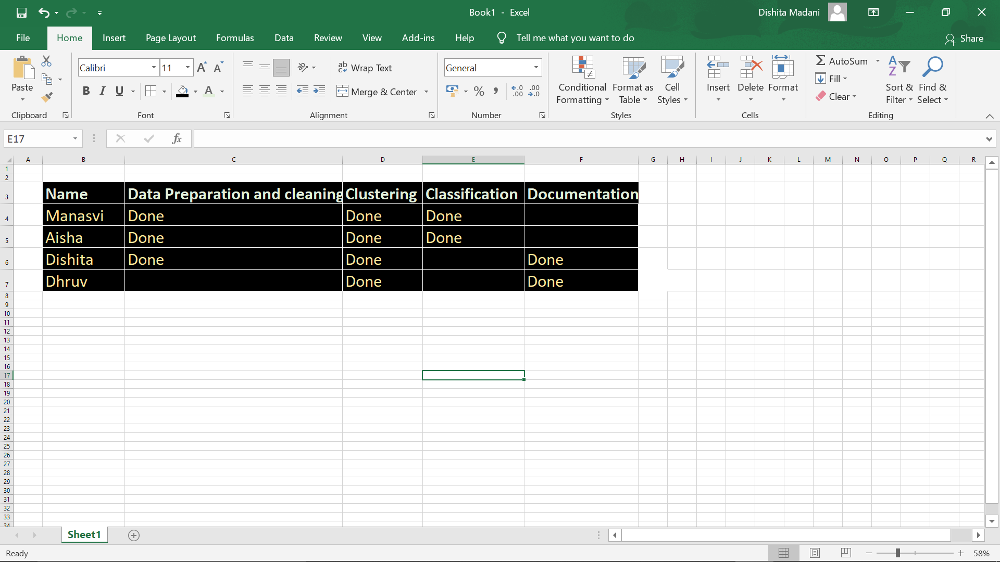 Book1 - Excel
Dishita Madani
File Home Insert Page Layout Formulas Data Review View Add-ins Help Tell me what you want to do Share
Paste
Clipboard
Calibri 11
B I U A
Font
Wrap Text
Merge & Center
Alignment
General
% ,
Number
Conditional Formatting
Format as Table
Cell Styles
Styles
Insert Delete Format
Cells
AutoSum
Fill
Clear
Sort & Filter
Find & Select
Editing
E17 fx
A B C D E F G H I J K L M N O P Q R
1
2
3 Name Data Preparation and cleaning Clustering Classification Documentation
4 Manasvi Done Done Done
5 Aisha Done Done Done
6 Dishita Done Done Done
7 Dhruv Done Done
8
9
10
11
12
13
14
15
16
17
18
19
20
21
22
23
24
25
26
27
28
29
30
31
32
33
34
Sheet1
Ready 58%